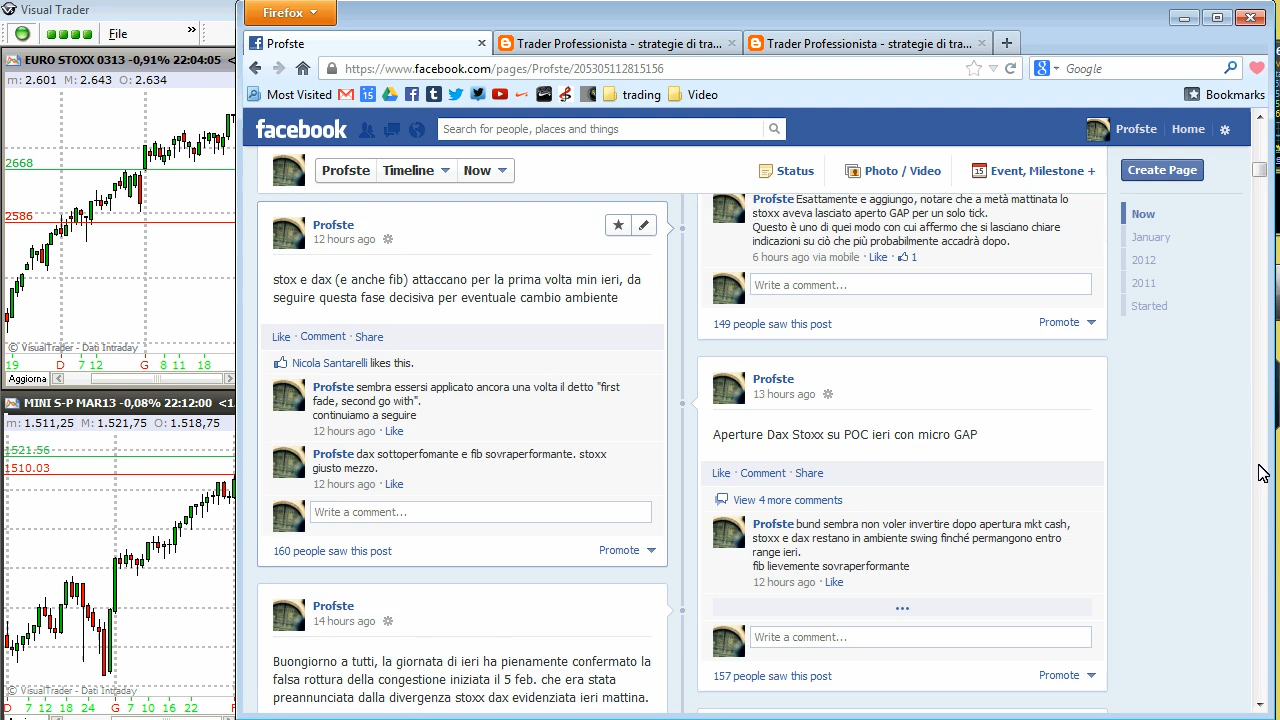 Visual Trader
File
»
EURO STOXX 0313 -0,91% 22:04:05 <
m: 2.601 M: 2.643 O: 2.634
2668
2586
© VisualTrader - Dati Intraday
19 D 7 12 G 8 11 18
Aggiorna
MINI S-P MAR13 -0,08% 22:12:00 <1
m: 1.511,25 M: 1.521,75 O: 1.518,75
1521.56
1510.03
© VisualTrader - Dati Intraday
D 12 18 24 G 7 10 16 22 F
Firefox
Profste
Trader Professionista - strategie di tra...
Trader Professionista - strategie di tra...
https://www.facebook.com/pages/Profste/205305112815156
Google
Most Visited
trading
Video
Bookmarks
facebook
Search for people, places and things
Profste
Home
Profste
Timeline
Now
Status
Photo / Video
Event, Milestone +
Create Page
Now
January
2012
2011
Started
Profste
12 hours ago
stox e dax (e anche fib) attaccano per la prima volta min ieri, da
seguire questa fase decisiva per eventuale cambio ambiente
Like · Comment · Share
Nicola Santarelli likes this.
Profste sembra essersi applicato ancora una volta il detto "first
fade, second go with".
continuiamo a seguire
12 hours ago · Like
Profste dax sottoperfomante e fib sovraperformante. stoxx
giusto mezzo.
12 hours ago · Like
Write a comment...
160 people saw this post
Promote
Profste
14 hours ago
Buongiorno a tutti, la giornata di ieri ha pienamente confermato la
falsa rottura della congestione iniziata il 5 feb. che era stata
preannunciata dalla divergenza stoxx dax evidenziata ieri mattina.
Profste Esattamente e aggiungo, notare che a metà mattinata lo
stoxx aveva lasciato aperto GAP per un solo tick.
Questo è uno di quei modo con cui affermo che si lasciano chiare
indicazioni su ciò che più probabilmente accadrà dopo.
6 hours ago via mobile · Like · 1
Write a comment...
149 people saw this post
Promote
Profste
13 hours ago
Aperture Dax Stoxx su POC ieri con micro GAP
Like · Comment · Share
View 4 more comments
Profste bund sembra non voler invertire dopo apertura mkt cash,
stoxx e dax restano in ambiente swing finché permangono entro
range ieri.
fib lievemente sovraperformante
12 hours ago · Like
Write a comment...
157 people saw this post
Promote